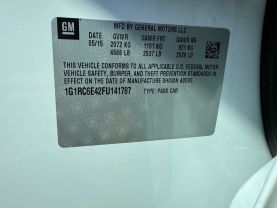 GM
MFD BY GENERAL MOTORS LLC
05/15 GVWR GAWR FRT GAWR RR
2072 KG 1151 KG 921 KG
4566 LB 2537 LB 2029 LB
THIS VEHICLE CONFORMS TO ALL APPLICABLE U.S. FEDERAL MOTOR
VEHICLE SAFETY, BUMPER, AND THEFT PREVENTION STANDARDS IN
EFFECT ON THE DATE OF MANUFACTURE SHOWN ABOVE.
1G1RC6E42FU141787 TYPE: PASS CAR